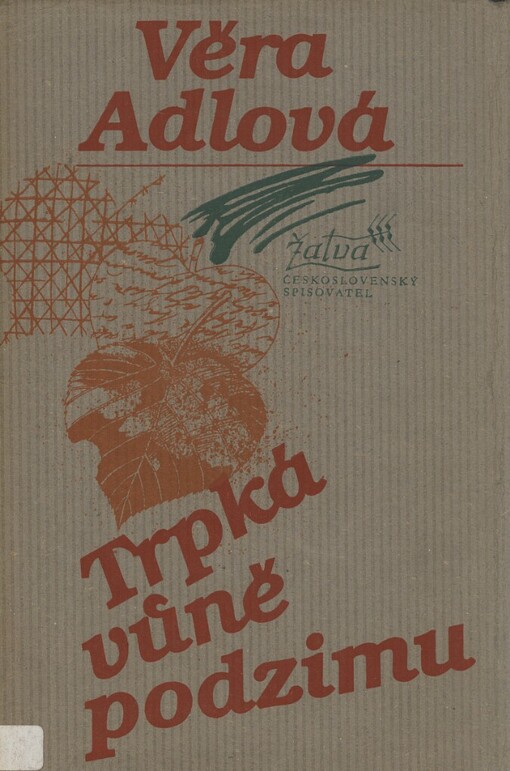 Věra
Adlová
Žatva
ČESKOSLOVENSKÝ
SPISOVATEL
Trpká
vůně
podzimu